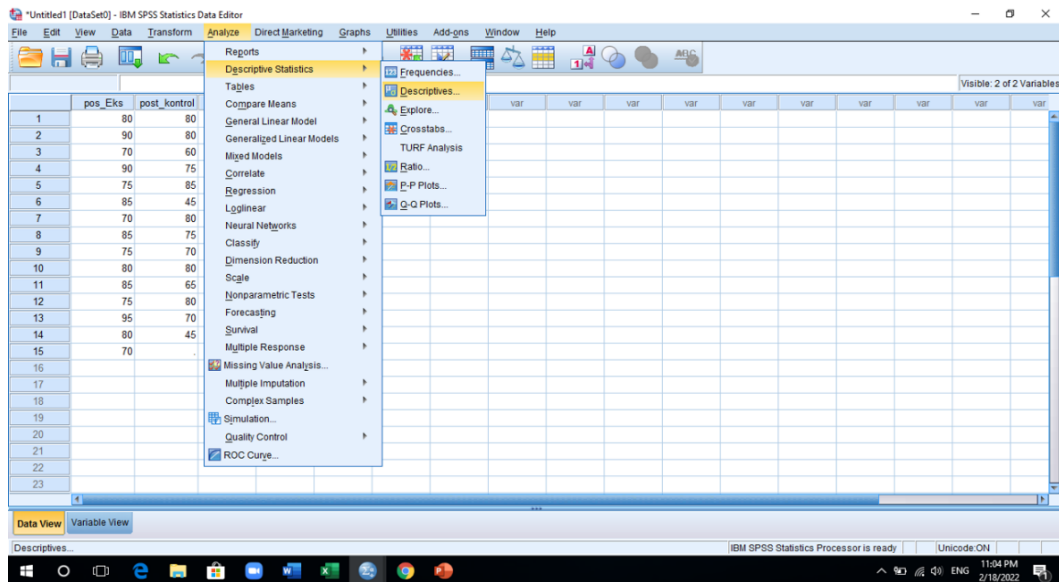 *Untitled1 [DataSet0] - IBM SPSS Statistics Data Editor
File Edit View Data Transform Analyze Direct Marketing Graphs Utilities Add-ons Window Help
Visible: 2 of 2 Variables
Reports
Descriptive Statistics
Tables
Compare Means
General Linear Model
Generalized Linear Models
Mixed Models
Correlate
Regression
Loglinear
Neural Networks
Classify
Dimension Reduction
Scale
Nonparametric Tests
Forecasting
Survival
Multiple Response
Missing Value Analysis...
Multiple Imputation
Complex Samples
Simulation...
Quality Control
ROC Curve...
Frequencies...
Descriptives...
Explore...
Crosstabs...
TURF Analysis
Ratio...
P-P Plots...
Q-Q Plots...
pos_Eks post_kontrol var var var var var var var var var var
1 80 80
2 90 80
3 70 60
4 90 75
5 75 85
6 85 45
7 70 80
8 85 75
9 75 70
10 80 80
11 85 65
12 75 80
13 95 70
14 80 45
15 70 .
16
17
18
19
20
21
22
23
Data View Variable View
Descriptives... IBM SPSS Statistics Processor is ready Unicode:ON
ENG 11:04 PM
2/18/2022